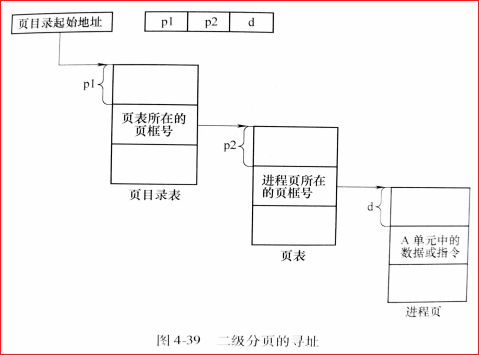 页目录起始地址
p1 p2 d
p1
页表所在的
页框号
页目录表
p2
进程页所在
的页框号
页表
d
A 单元中的
数据或指令
进程页
图 4-39 二级分页的寻址